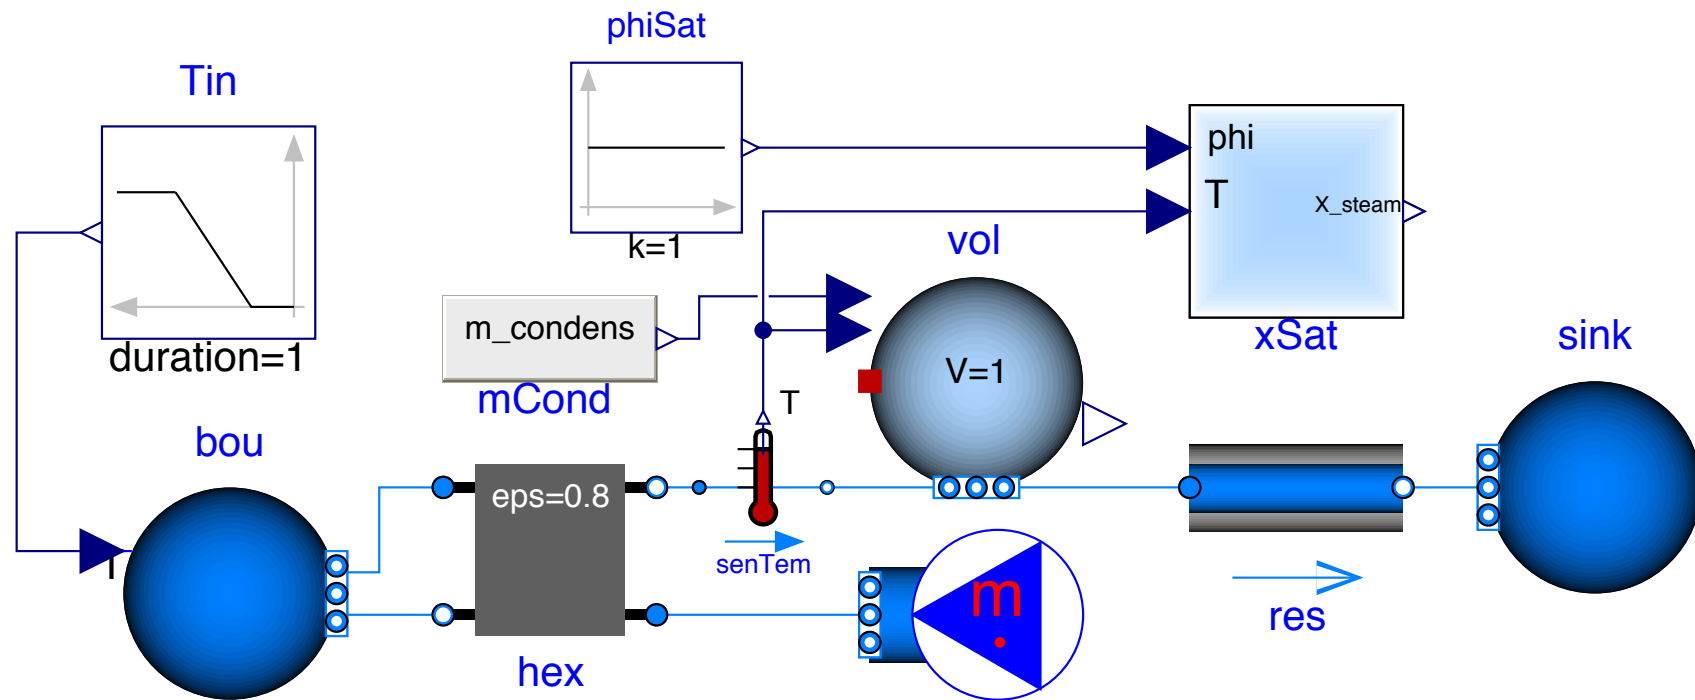 phiSat
Tin
phi
T
X_steam
k=1
vol
m_condens
xSat
sink
duration=1
V=1
mCond
T
bou
eps=0.8
T
senTem
m
res
hex